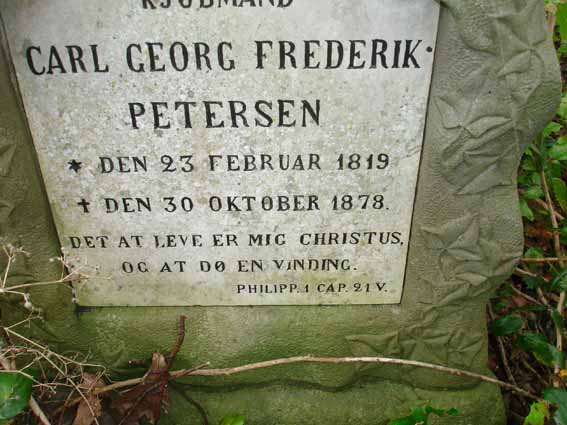 KJØBMAND
CARL GEORG FREDERIK
PETERSEN
* DEN 23 FEBRUAR 1819
✝ DEN 30 OKTOBER 1878.
DET AT LEVE ER MIG CHRISTUS,
OG AT DØ EN VINDING.
PHILIPP. 1 CAP. 21 V.